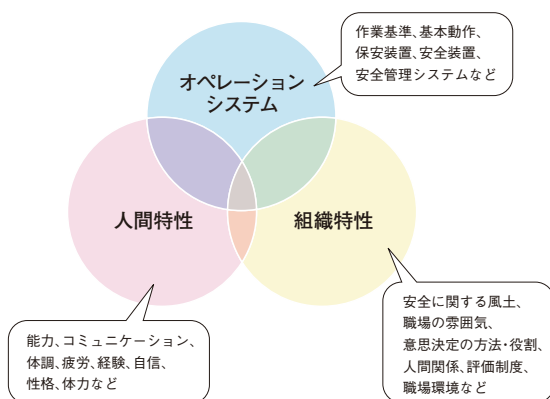 作業基準、基本動作、
保安装置、安全装置、
安全管理システムなど
オペレーション
システム
人間特性
組織特性
能力、コミュニケーション、
体調、疲労、経験、自信、
性格、体力など
安全に関する風土、
職場の雰囲気、
意思決定の方法・役割、
人間関係、評価制度、
職場環境など